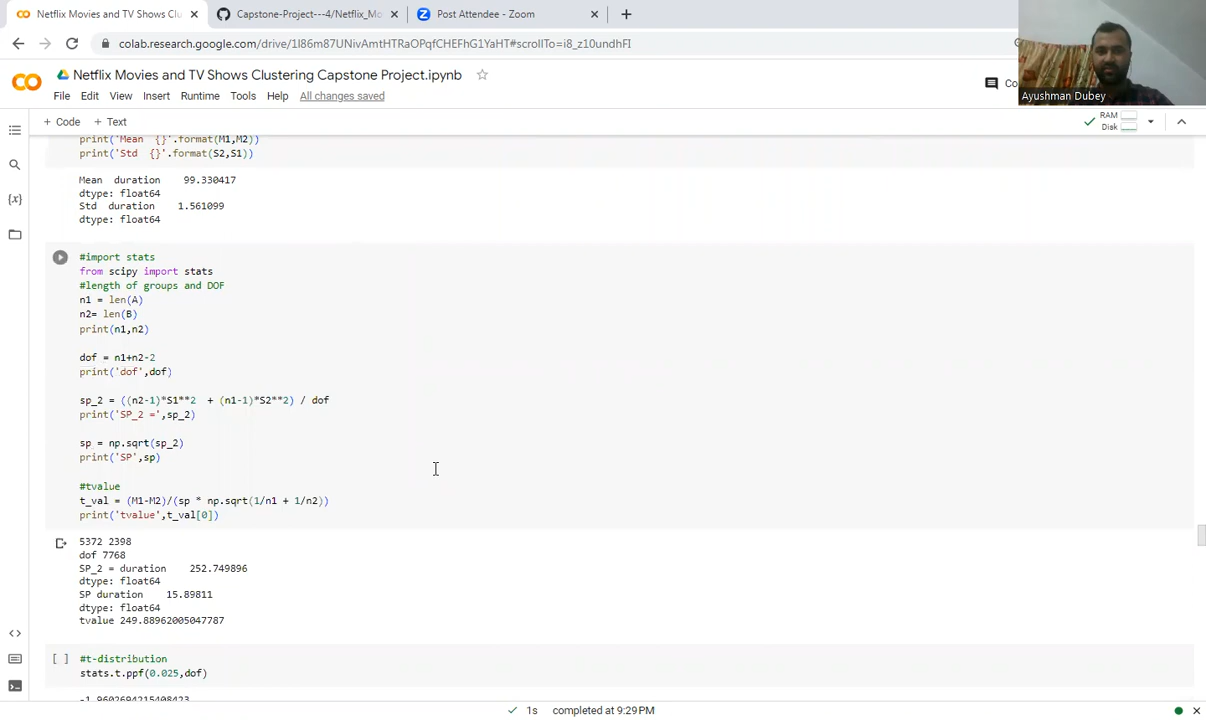 Netflix Movies and TV Shows Clu
Capstone-Project---4/Netflix_Mo
Post Attendee - Zoom
colab.research.google.com/drive/1l86m87UNivAmtHTRaOPqfCHEFhG1YaHT#scrollTo=i8_z10undhFI
Netflix Movies and TV Shows Clustering Capstone Project.ipynb
Co
Ayushman Dubey
File Edit View Insert Runtime Tools Help All changes saved
+ Code + Text
RAM
Disk
print('Mean  {}'.format(M1,M2))
print('Std  {}'.format(S2,S1))
Mean  duration    99.330417
dtype: float64
Std  duration    1.561099
dtype: float64
#import stats
from scipy import stats
#length of groups and DOF
n1 = len(A)
n2= len(B)
print(n1,n2)
dof = n1+n2-2
print('dof',dof)
sp_2 = ((n2-1)*S1**2  + (n1-1)*S2**2) / dof
print('SP_2 =',sp_2)
sp = np.sqrt(sp_2)
print('SP',sp)
#tvalue
t_val = (M1-M2)/(sp * np.sqrt(1/n1 + 1/n2))
print('tvalue',t_val[0])
5372 2398
dof 7768
SP_2 = duration    252.749896
dtype: float64
SP duration    15.89811
dtype: float64
tvalue 249.88962005047787
[ ] #t-distribution
stats.t.ppf(0.025,dof)
-1.9602694215408423
1s completed at 9:29 PM